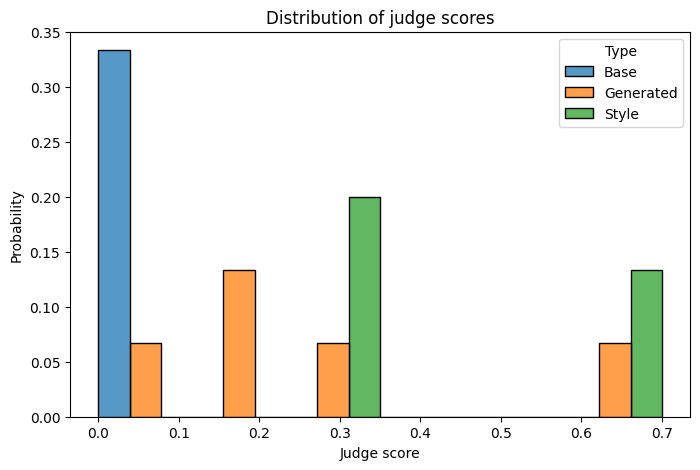 Distribution of judge scores
Type
Base
Generated
Style
Probability
0.35
0.30
0.25
0.20
0.15
0.10
0.05
0.00
0.0 0.1 0.2 0.3 0.4 0.5 0.6 0.7
Judge score